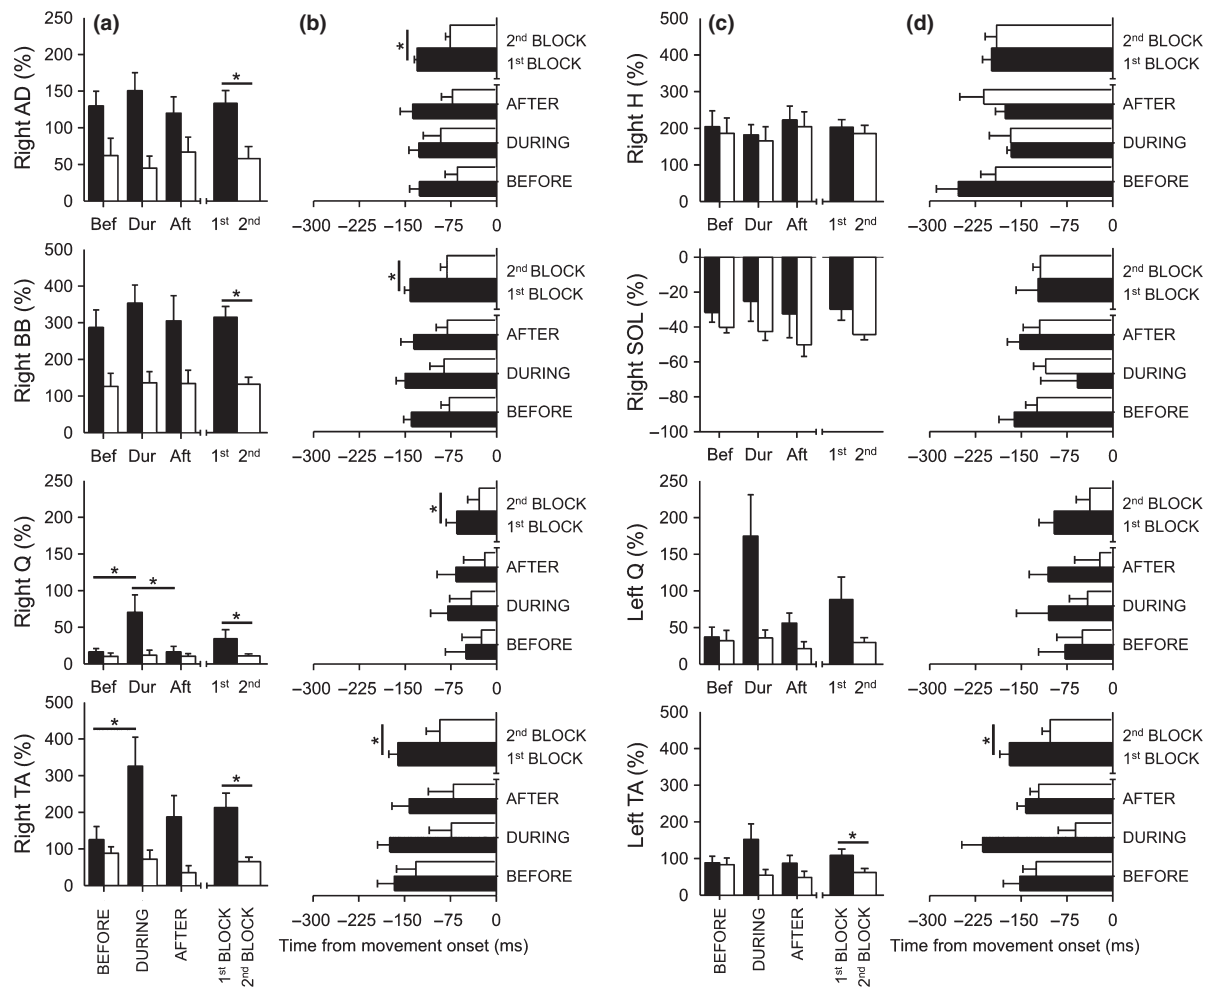 (a)
Right AD (%)
250
200
150
100
50
0
*
Bef Dur Aft 1st 2nd
(b)
*
2nd BLOCK
1st BLOCK
AFTER
DURING
BEFORE
−300 −225 −150 −75 0
(c)
Right H (%)
500
400
300
200
100
0
Bef Dur Aft 1st 2nd
(d)
2nd BLOCK
1st BLOCK
AFTER
DURING
BEFORE
−300 −225 −150 −75 0
Right BB (%)
500
400
300
200
100
0
*
Bef Dur Aft 1st 2nd
*
2nd BLOCK
1st BLOCK
AFTER
DURING
BEFORE
−300 −225 −150 −75 0
Right SOL (%)
0
−20
−40
−60
−80
−100
Bef Dur Aft 1st 2nd
2nd BLOCK
1st BLOCK
AFTER
DURING
BEFORE
−300 −225 −150 −75 0
Right Q (%)
250
200
150
100
50
0
* * *
Bef Dur Aft 1st 2nd
*
2nd BLOCK
1st BLOCK
AFTER
DURING
BEFORE
−300 −225 −150 −75 0
Left Q (%)
250
200
150
100
50
0
Bef Dur Aft 1st 2nd
2nd BLOCK
1st BLOCK
AFTER
DURING
BEFORE
−300 −225 −150 −75 0
Right TA (%)
500
400
300
200
100
0
* *
BEFORE
DURING
AFTER
1st BLOCK
2nd BLOCK
*
2nd BLOCK
1st BLOCK
AFTER
DURING
BEFORE
−300 −225 −150 −75 0
Time from movement onset (ms)
Left TA (%)
500
400
300
200
100
0
*
BEFORE
DURING
AFTER
1st BLOCK
2nd BLOCK
*
2nd BLOCK
1st BLOCK
AFTER
DURING
BEFORE
−300 −225 −150 −75 0
Time from movement onset (ms)